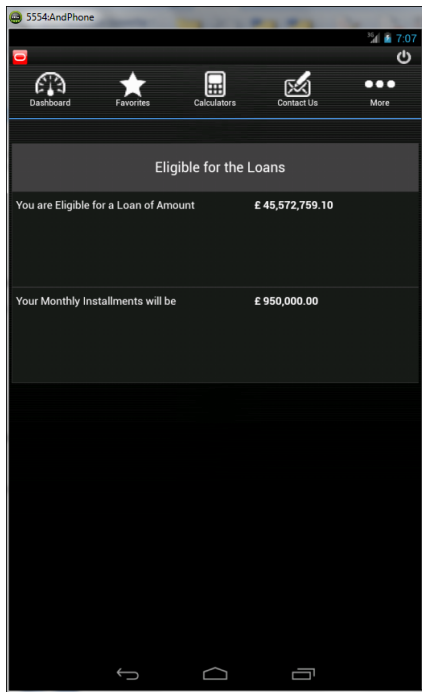 5554:AndPhone
3G 7:07
Dashboard Favorites Calculators Contact Us More
Eligible for the Loans
You are Eligible for a Loan of Amount £ 45,572,759.10
Your Monthly Installments will be £ 950,000.00